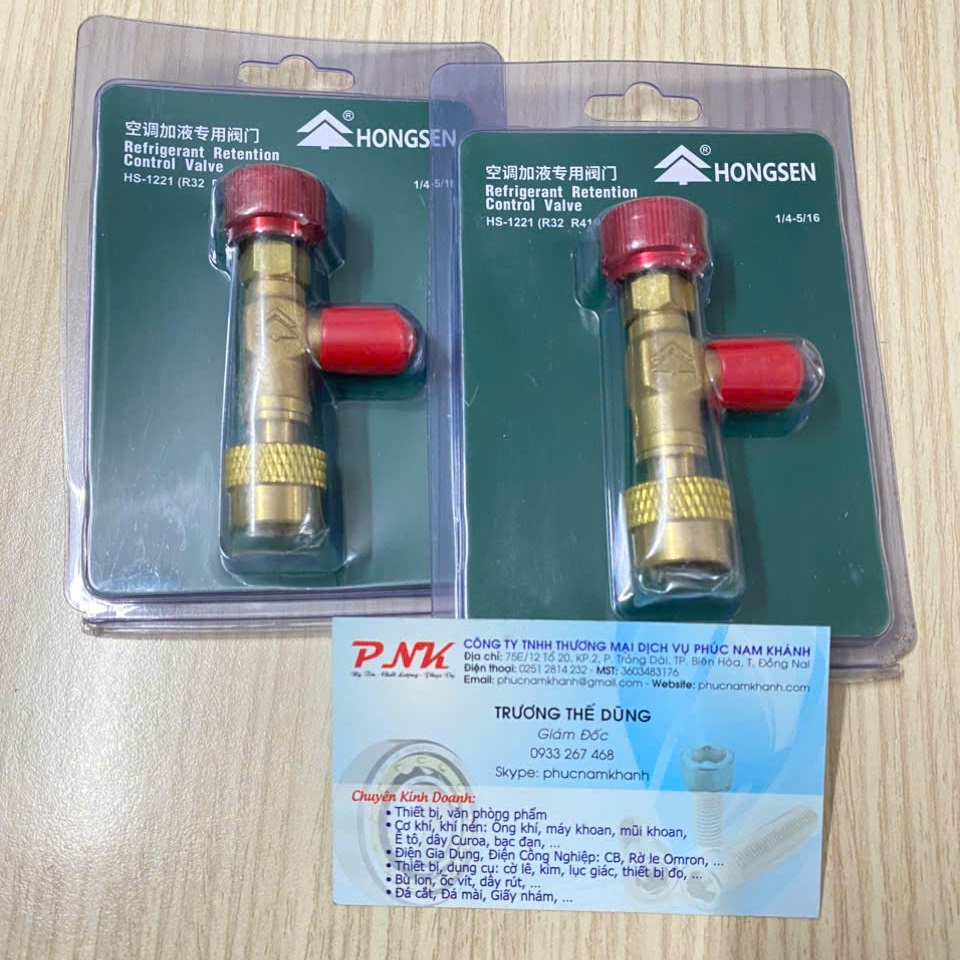 空调加液专用阀门
Refrigerant Retention
Control Valve
HS-1221 (R32
® HONGSEN
1/4-5/16
空调加液专用阀门
Refrigerant Retention
Control Valve
HS-1221 (R32 R41
® HONGSEN
1/4-5/16
PNK
Uy Tín - Chất Lượng - Phục Vụ
CÔNG TY TNHH THƯƠNG MẠI DỊCH VỤ PHÚC NAM KHÁNH
Địa chỉ: 75E/12 Tổ 20, KP.2, P. Trảng Dài, TP. Biên Hòa, T. Đồng Nai
Điện thoại: 0251 2814 232 - MST: 3603483176
Email: phucnamkhanh@gmail.com - Website: phucnamkhanh.com
TRƯƠNG THẾ DŨNG
Giám Đốc
0933 267 468
Skype: phucnamkhanh
Chuyên Kinh Doanh:
• Thiết bị, văn phòng phẩm
• Cơ khí, khí nén: Ống khí, máy khoan, mũi khoan,
Ê tô, dây Curoa, bạc đạn, ...
• Điện Gia Dụng, Điện Công Nghiệp: CB, Rờ le Omron, ...
• Thiết bị, dụng cụ: cờ lê, kìm, lục giác, thiết bị đo, ...
• Bù lon, ốc vít, dây rút, ...
• Đá cắt, Đá mài, Giấy nhám, ...